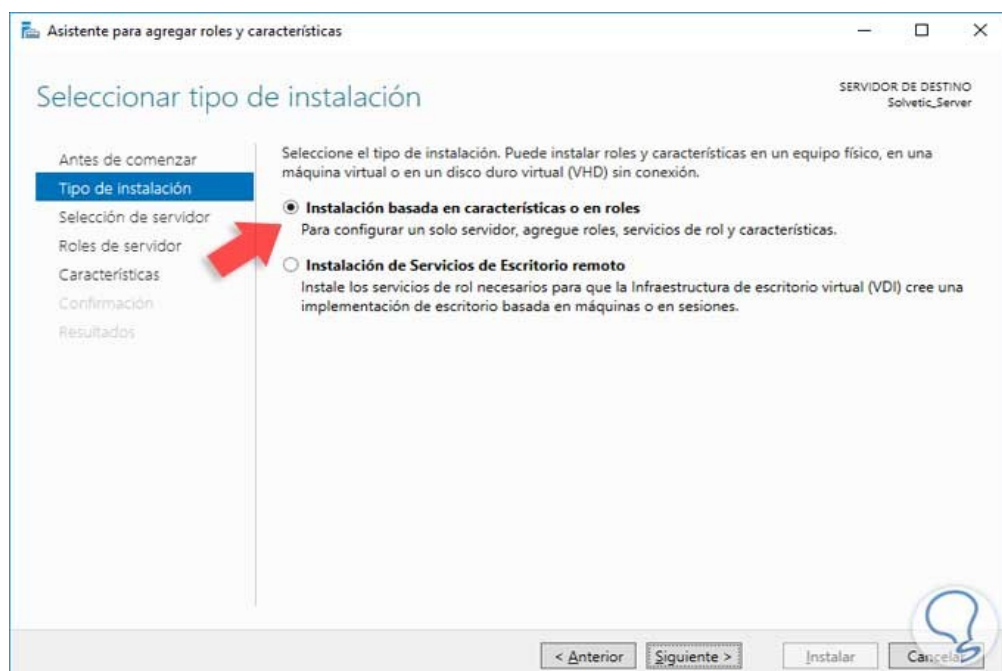 Asistente para agregar roles y características
Seleccionar tipo de instalación
SERVIDOR DE DESTINO
Solvetic_Server
Antes de comenzar
Tipo de instalación
Selección de servidor
Roles de servidor
Características
Confirmación
Resultados
Seleccione el tipo de instalación. Puede instalar roles y características en un equipo físico, en una
máquina virtual o en un disco duro virtual (VHD) sin conexión.
Instalación basada en características o en roles
Para configurar un solo servidor, agregue roles, servicios de rol y características.
Instalación de Servicios de Escritorio remoto
Instale los servicios de rol necesarios para que la Infraestructura de escritorio virtual (VDI) cree una
implementación de escritorio basada en máquinas o en sesiones.
< Anterior
Siguiente >
Instalar
Cancelar